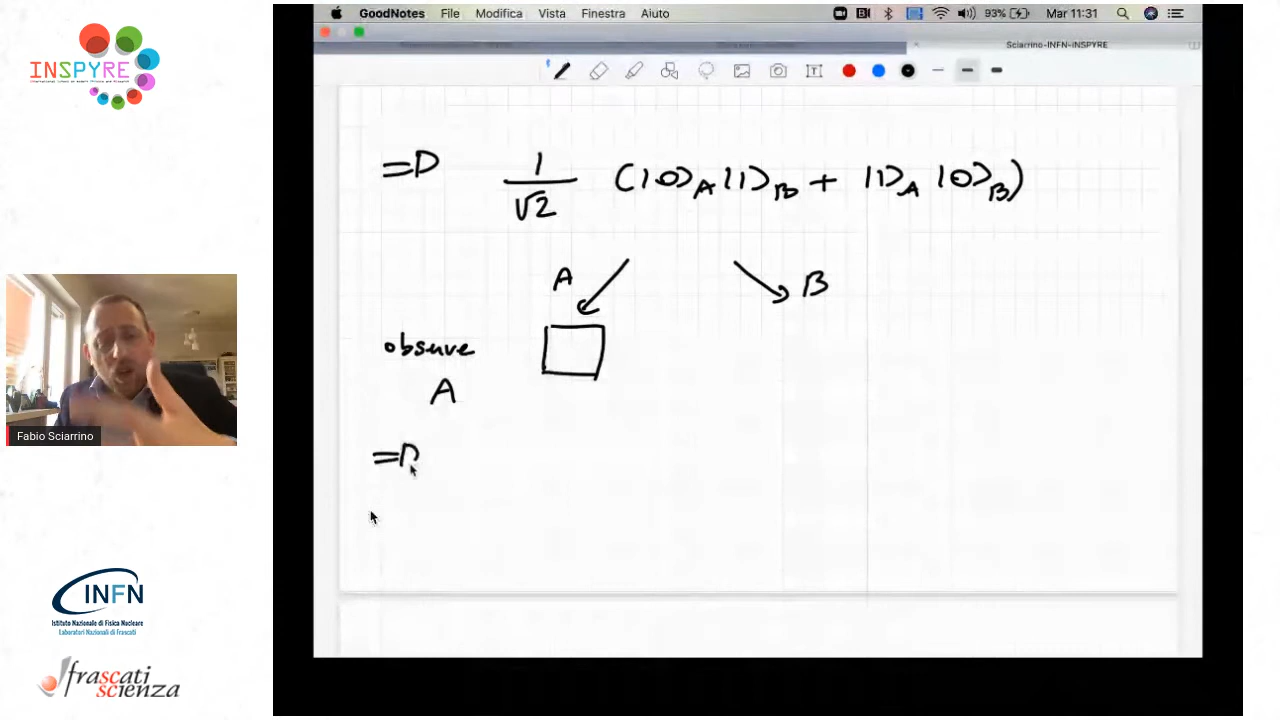 GoodNotes File Modifica Vista Finestra Aiuto 93% Mar 11:31
Sciarrino-INFN-iNSPYRE
INSPYRE
=D 1/√2 (|0>A |1>B + |1>A |0>B)
A B
observe
A
=D
Fabio Sciarrino
INFN
Istituto Nazionale di Fisica Nucleare
Laboratori Nazionali di Frascati
frascati
scienza